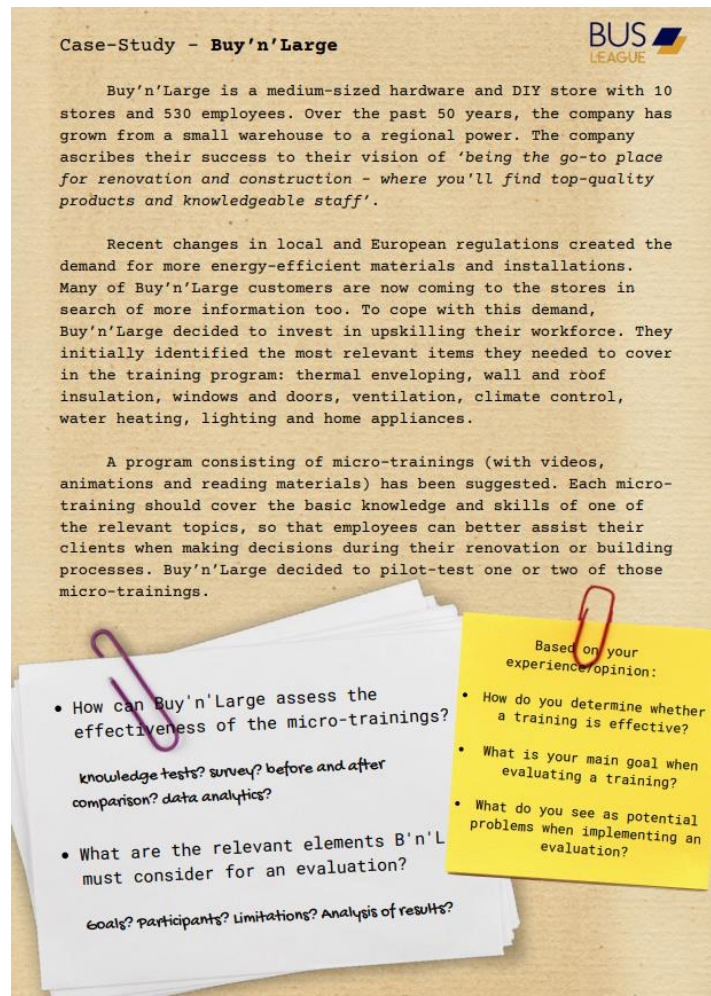 Case-Study - Buy'n'Large
BUS
LEAGUE
Buy'n'Large is a medium-sized hardware and DIY store with 10
stores and 530 employees. Over the past 50 years, the company has
grown from a small warehouse to a regional power. The company
ascribes their success to their vision of 'being the go-to place
for renovation and construction - where you'll find top-quality
products and knowledgeable staff'.
Recent changes in local and European regulations created the
demand for more energy-efficient materials and installations.
Many of Buy'n'Large customers are now coming to the stores in
search of more information too. To cope with this demand,
Buy'n'Large decided to invest in upskilling their workforce. They
initially identified the most relevant items they needed to cover
in the training program: thermal enveloping, wall and roof
insulation, windows and doors, ventilation, climate control,
water heating, lighting and home appliances.
A program consisting of micro-trainings (with videos,
animations and reading materials) has been suggested. Each micro-
training should cover the basic knowledge and skills of one of
the relevant topics, so that employees can better assist their
clients when making decisions during their renovation or building
processes. Buy'n'Large decided to pilot-test one or two of those
micro-trainings.
• How can Buy'n'Large assess the
effectiveness of the micro-trainings?
knowledge tests? survey? before and after
comparison? data analytics?
• What are the relevant elements B'n'L
must consider for an evaluation?
Goals? Participants? Limitations? Analysis of results?
Based on your
experience/opinion:
• How do you determine whether
a training is effective?
• What is your main goal when
evaluating a training?
• What do you see as potential
problems when implementing an
evaluation?